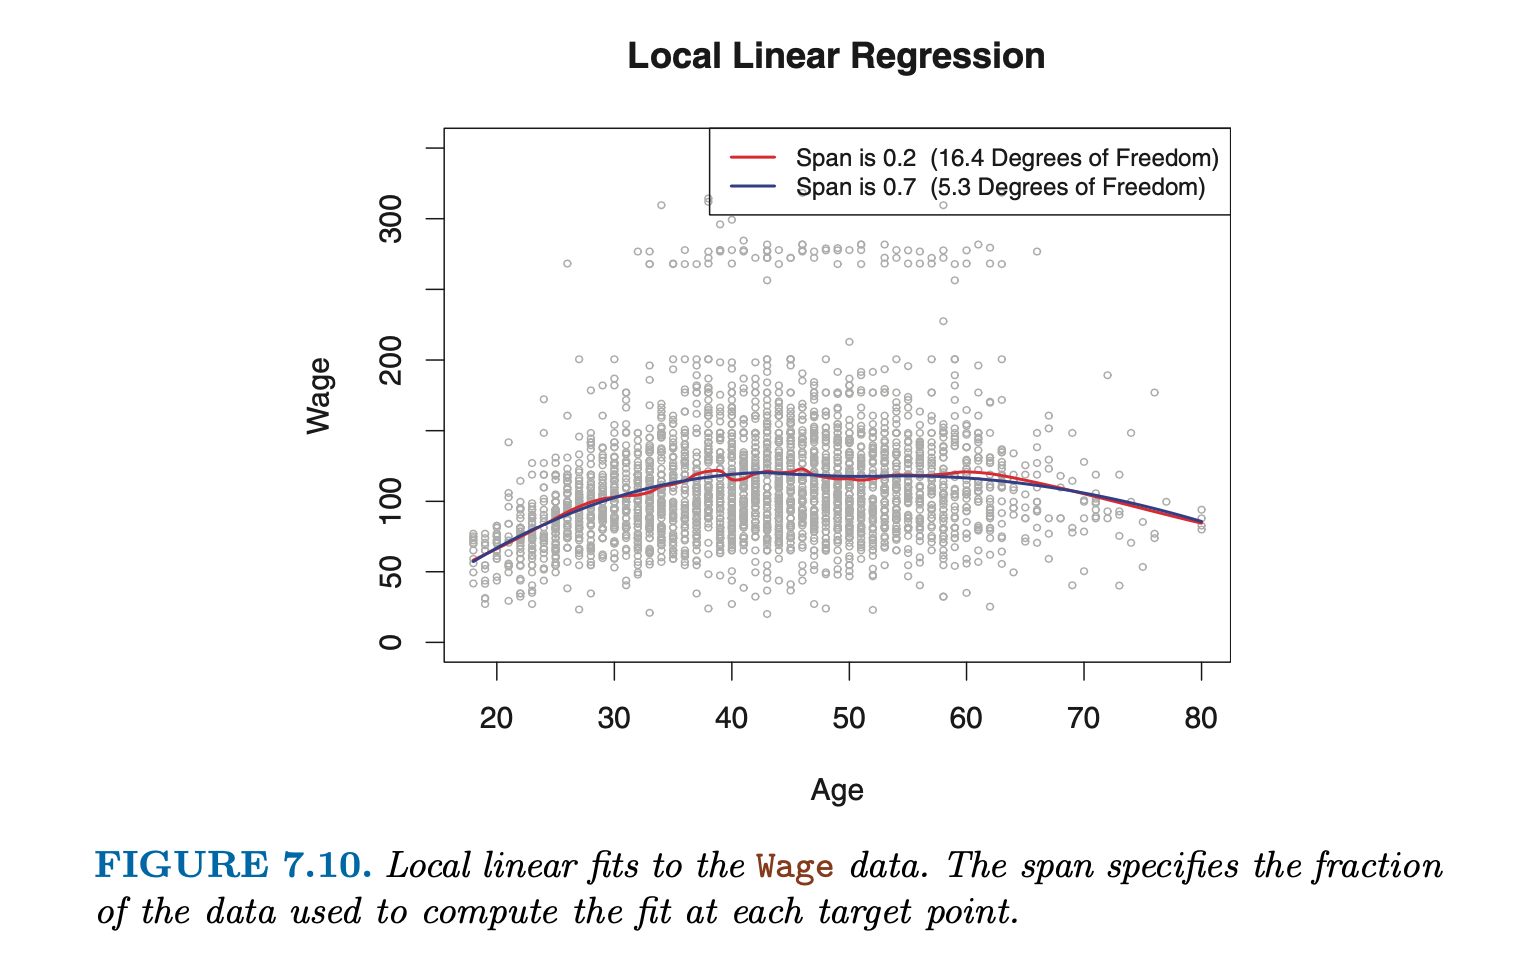 Local Linear Regression
Span is 0.2 (16.4 Degrees of Freedom)
Span is 0.7 (5.3 Degrees of Freedom)
300
200
100
50
0
Wage
20 30 40 50 60 70 80
Age
FIGURE 7.10. Local linear fits to the Wage data. The span specifies the fraction
of the data used to compute the fit at each target point.